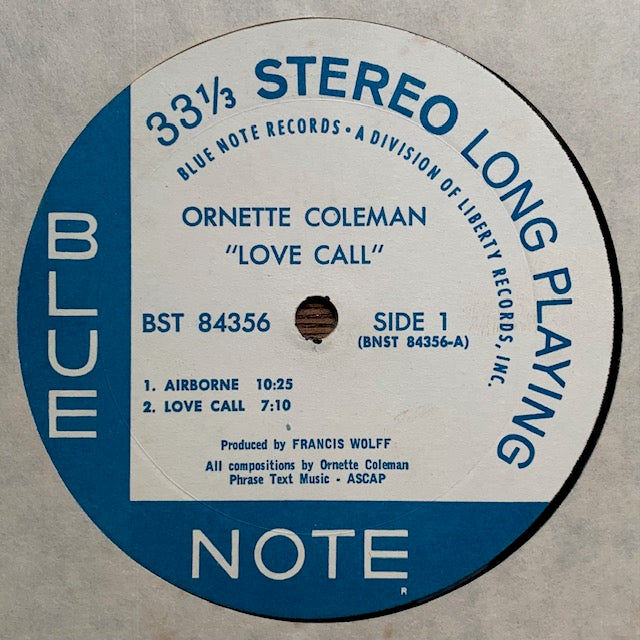 33⅓ STEREO LONG PLAYING
BLUE NOTE RECORDS • A DIVISION OF LIBERTY RECORDS, INC.
ORNETTE COLEMAN
"LOVE CALL"
BST 84356
SIDE 1
(BNST 84356-A)
1. AIRBORNE 10:25
2. LOVE CALL 7:10
Produced by FRANCIS WOLFF
All compositions by Ornette Coleman
Phrase Text Music - ASCAP
BLUE
NOTE
R